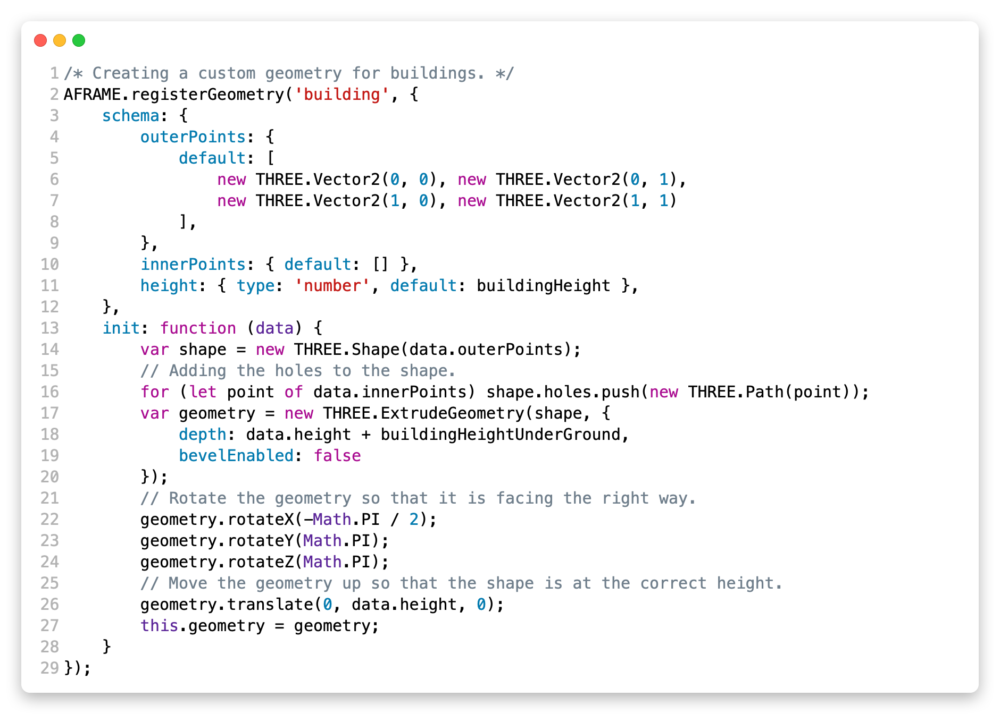 1 /* Creating a custom geometry for buildings. */
2 AFRAME.registerGeometry('building', {
3     schema: {
4         outerPoints: {
5             default: [
6                 new THREE.Vector2(0, 0), new THREE.Vector2(0, 1),
7                 new THREE.Vector2(1, 0), new THREE.Vector2(1, 1)
8             ],
9         },
10         innerPoints: { default: [] },
11         height: { type: 'number', default: buildingHeight },
12     },
13     init: function (data) {
14         var shape = new THREE.Shape(data.outerPoints);
15         // Adding the holes to the shape.
16         for (let point of data.innerPoints) shape.holes.push(new THREE.Path(point));
17         var geometry = new THREE.ExtrudeGeometry(shape, {
18             depth: data.height + buildingHeightUnderGround,
19             bevelEnabled: false
20         });
21         // Rotate the geometry so that it is facing the right way.
22         geometry.rotateX(-Math.PI / 2);
23         geometry.rotateY(Math.PI);
24         geometry.rotateZ(Math.PI);
25         // Move the geometry up so that the shape is at the correct height.
26         geometry.translate(0, data.height, 0);
27         this.geometry = geometry;
28     }
29 });